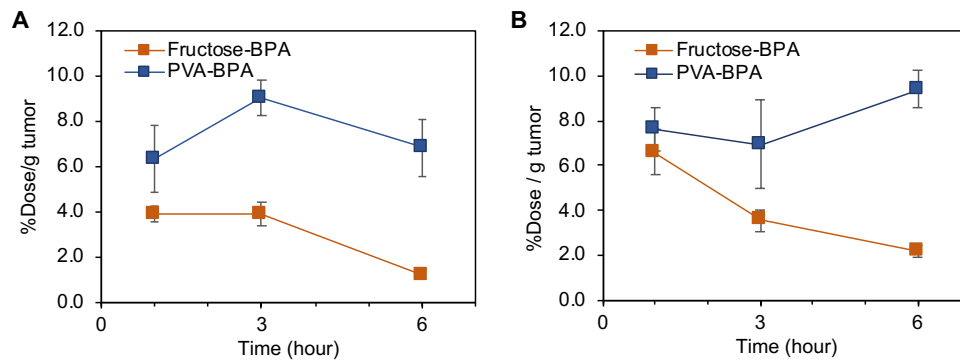 A
12.0
10.0
8.0
6.0
4.0
2.0
0.0
%Dose/g tumor
Fructose-BPA
PVA-BPA
0
3
6
Time (hour)
B
12.0
10.0
8.0
6.0
4.0
2.0
0.0
%Dose / g tumor
Fructose-BPA
PVA-BPA
0
3
6
Time (hour)